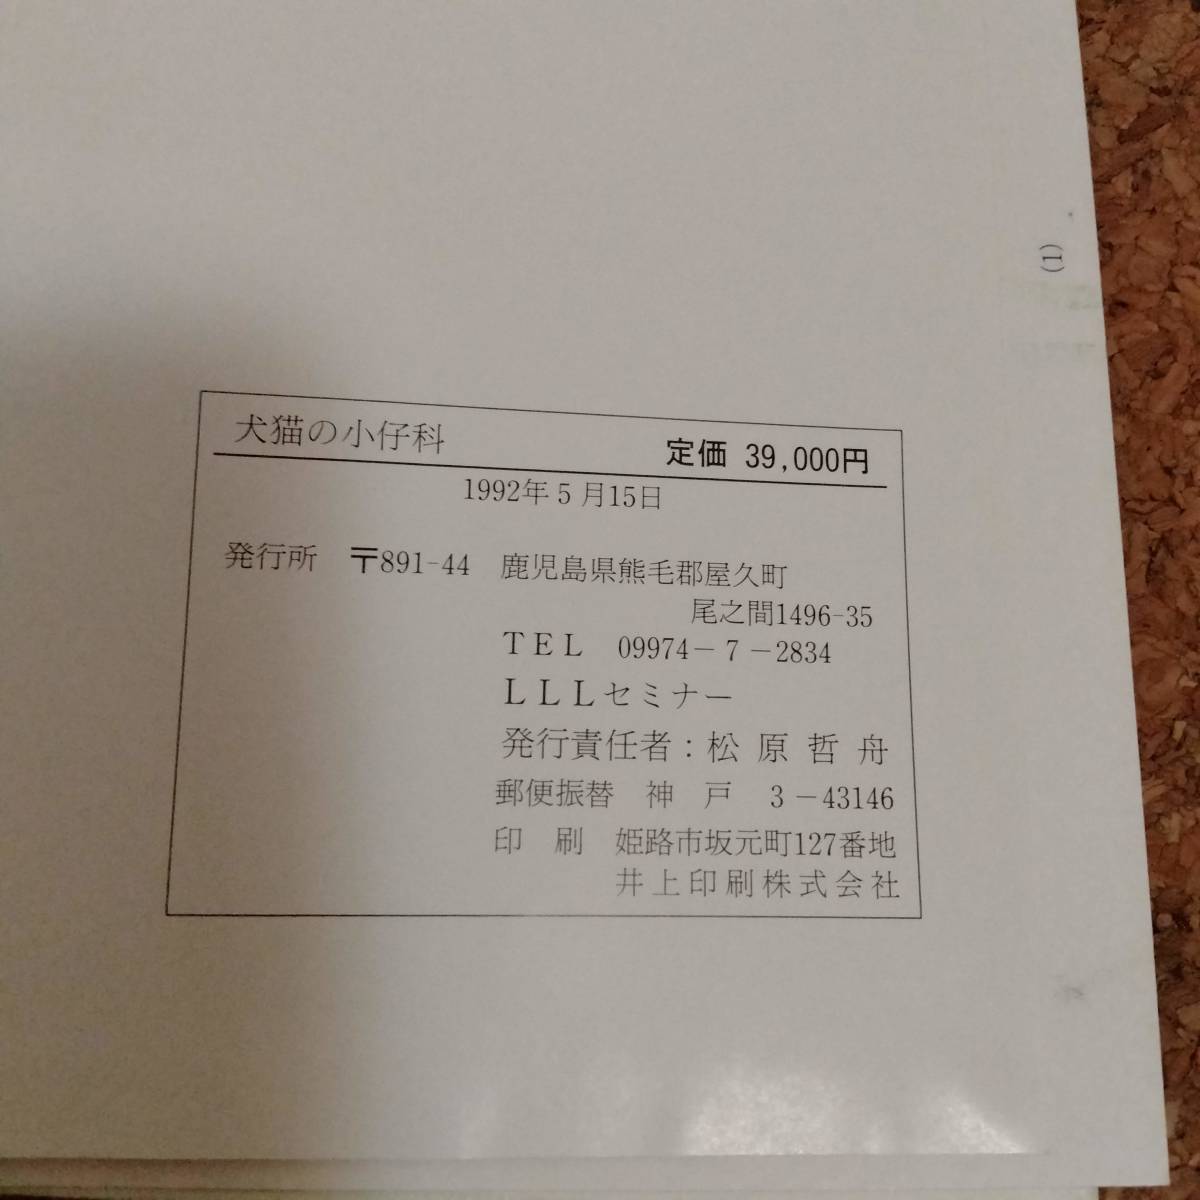 (1)
犬猫の小仔科
定価 39,000円
1992年5月15日
発行所 〒891-44 鹿児島県熊毛郡屋久町
尾之間1496-35
TEL 09974－7－2834
LLLセミナー
発行責任者：松原哲舟
郵便振替 神戸 3－43146
印刷 姫路市坂元町127番地
井上印刷株式会社